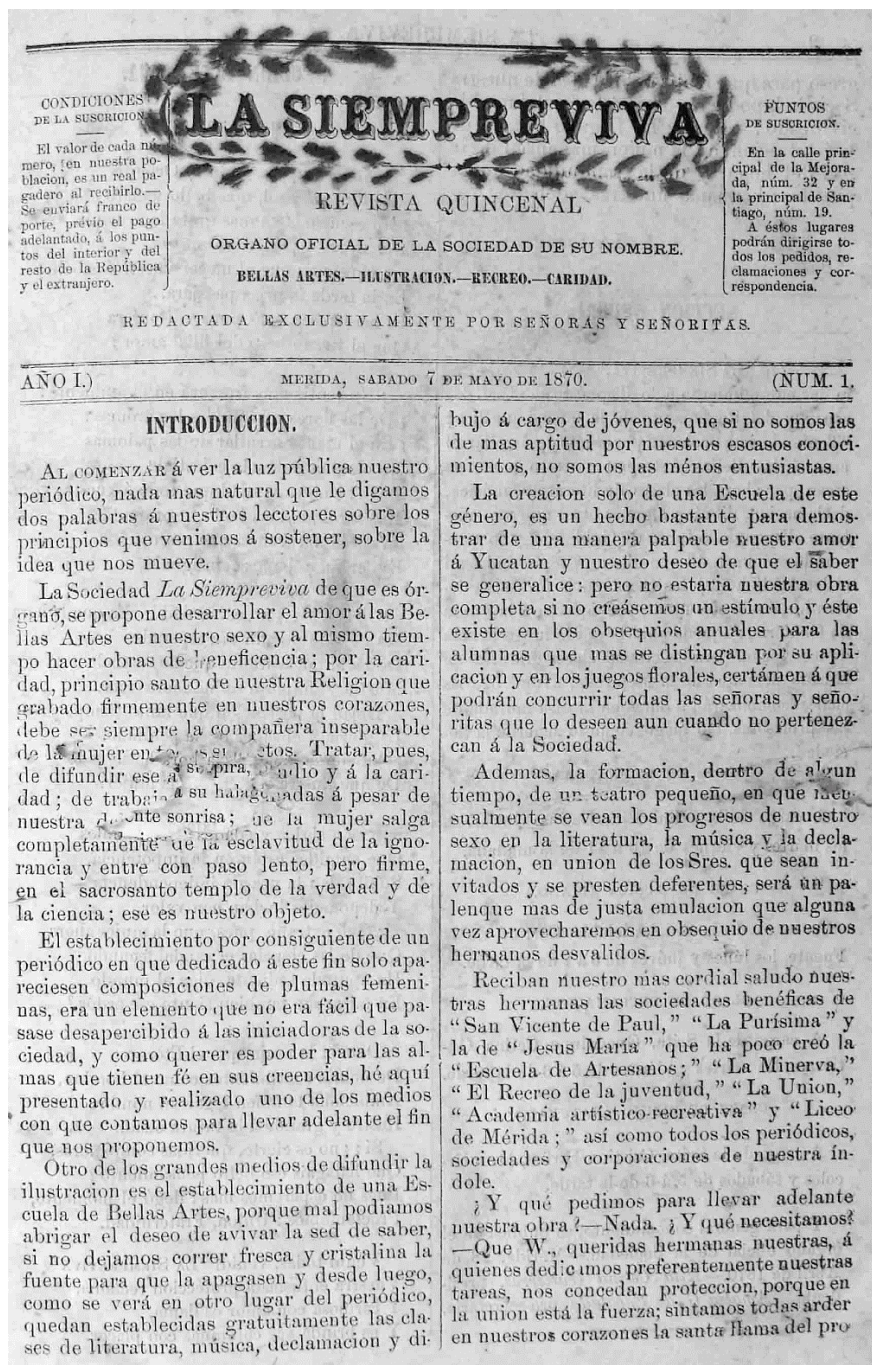 CONDICIONES
DE LA SUSCRICION
El valor de cada nú-
mero, en nuestra po-
blacion, es un real pa-
gadero al recibirlo.—
Se enviará franco de
porte, prévio el pago
adelantado, á los pun-
tos del interior y del
resto de la República
y el extranjero.
LA SIEMPREVIVA
REVISTA QUINCENAL
ORGANO OFICIAL DE LA SOCIEDAD DE SU NOMBRE.
BELLAS ARTES.—ILUSTRACION.—RECREO.—CARIDAD.
PUNTOS
DE SUSCRICION.
En la calle prin-
cipal de la Mejora-
da, núm. 32 y en
la principal de San-
tiago, núm. 19.
A éstos lugares
podrán dirigirse to-
dos los pedidos, re-
clamaciones y cor-
respondencia.
REDACTADA EXCLUSIVAMENTE POR SEÑORAS Y SEÑORITAS.
AÑO I.) MERIDA, SABADO 7 DE MAYO DE 1870. (NUM. 1.
INTRODUCCION.
AL COMENZAR á ver la luz pública nuestro
periódico, nada mas natural que le digamos
dos palabras á nuestros lecctores sobre los
principios que venimos á sostener, sobre la
idea que nos mueve.
La Sociedad La Siempreviva de que es ór-
gano, se propone desarrollar el amor á las Be-
llas Artes en nuestro sexo y al mismo tiem-
po hacer obras de beneficencia; por la cari-
dad, principio santo de nuestra Religion que
grabado firmemente en nuestros corazones,
debe ser siempre la compañera inseparable
de la mujer en Tratar, pues,
de difundir ese y á la cari-
dad; de á pesar de
nuestra sonrisa; la mujer salga
completamente de la esclavitud de la igno-
rancia y entre con paso lento, pero firme,
en el sacrosanto templo de la verdad y de
la ciencia; ese es nuestro objeto.
El establecimiento por consiguiente de un
periódico en que dedicado á este fin solo apa-
reciesen composiciones de plumas femeni-
nas, era un elemento que no era fácil que pa-
sase desapercibido á las iniciadoras de la so-
ciedad, y como querer es poder para las al-
mas que tienen fé en sus creencias, hé aquí
presentado y realizado uno de los medios
con que contamos para llevar adelante el fin
que nos proponemos.
Otro de los grandes medios de difundir la
ilustracion es el establecimiento de una Es-
cuela de Bellas Artes, porque mal podiamos
abrigar el deseo de avivar la sed de saber,
si no dejamos correr fresca y cristalina la
fuente para que la apagasen y desde luego,
como se verá en otro lugar del periódico,
quedan establecidas gratuitamente las cla-
ses de literatura, música, declamacion y di-
bujo á cargo de jóvenes, que si no somos las
de mas aptitud por nuestros escasos conoci-
mientos, no somos las ménos entusiastas.
La creacion solo de una Escuela de este
género, es un hecho bastante para demos-
trar de una manera palpable nuestro amor
á Yucatan y nuestro deseo de que el saber
se generalice: pero no estaria nuestra obra
completa si no creásemos un estímulo y éste
existe en los obsequios anuales para las
alumnas que mas se distingan por su apli-
cacion y en los juegos florales, certámen á que
podrán concurrir todas las señoras y seño-
ritas que lo deseen aun cuando no pertenez-
can á la Sociedad.
Ademas, la formacion, dentro de algun
tiempo, de un teatro pequeño, en que men-
sualmente se vean los progresos de nuestro
sexo en la literatura, la música y la decla-
macion, en union de los Sres. que sean in-
vitados y se presten deferentes, será un pa-
lenque mas de justa emulacion que alguna
vez aprovecharemos en obsequio de nuestros
hermanos desvalidos.
Reciban nuestro mas cordial saludo nues-
tras hermanas las sociedades benéficas de
“San Vicente de Paul,” “La Purísima” y
la de “Jesus María” que ha poco creó la
“Escuela de Artesanos;” “La Minerva,”
“El Recreo de la juventud,” “La Union,”
“Academia artístico-recreativa” y “Liceo
de Mérida;” así como todos los periódicos,
sociedades y corporaciones de nuestra ín-
dole.
¿Y qué pedimos para llevar adelante
nuestra obra?—Nada. ¿Y qué necesitamos?
—Que VV., queridas hermanas nuestras, á
quienes dedicamos preferentemente nuestras
tareas, nos concedan proteccion, porque en
la union está la fuerza; sintamos todas arder
en nuestros corazones la santa llama del pro